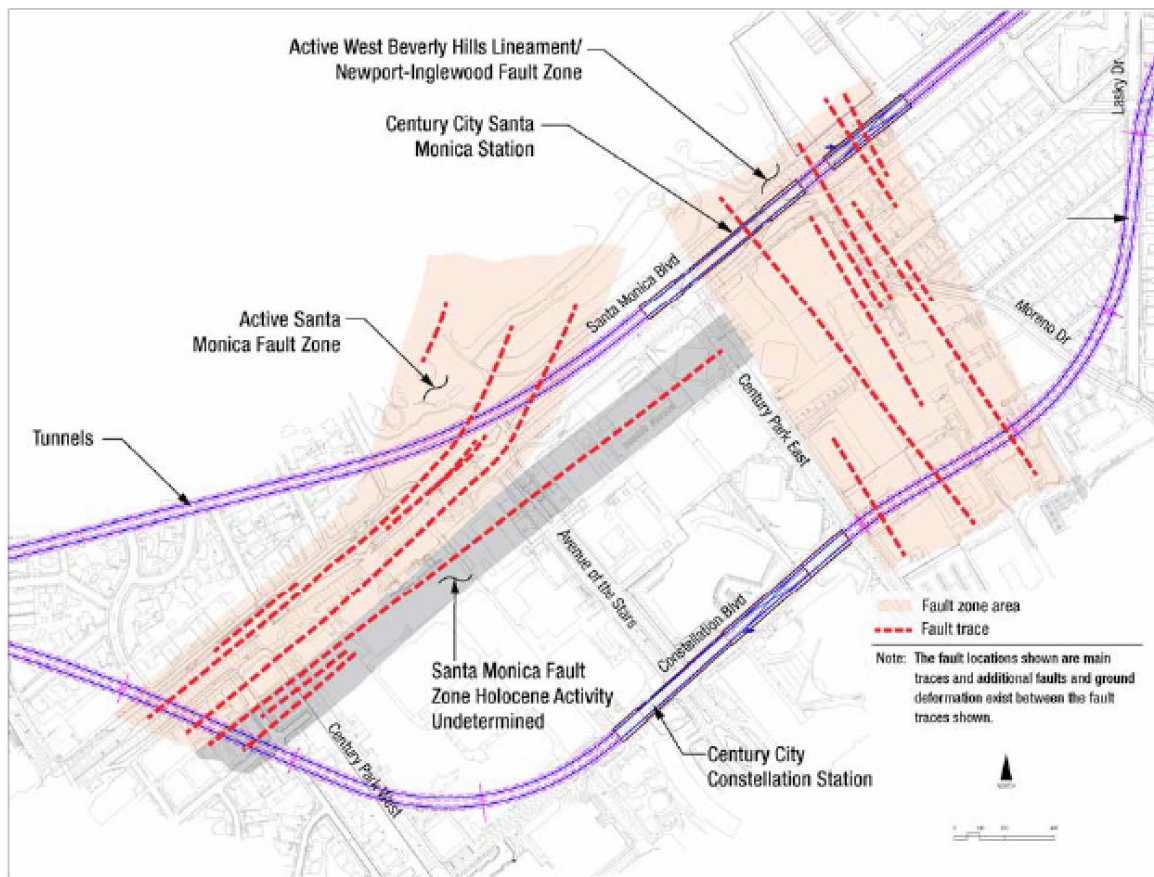 Active West Beverly Hills Lineament/
Newport-Inglewood Fault Zone
Century City Santa
Monica Station
Lasky Dr
Santa Monica Blvd
Active Santa
Monica Fault Zone
Moreno Dr
Tunnels
Century Park East
Avenue of the Stars
Constellation Blvd
Fault zone area
Fault trace
Note: The fault locations shown are main
traces and additional faults and ground
deformation exist between the fault
traces shown.
Santa Monica Fault
Zone Holocene Activity
Undetermined
Century Park West
Century City
Constellation Station
NORTH